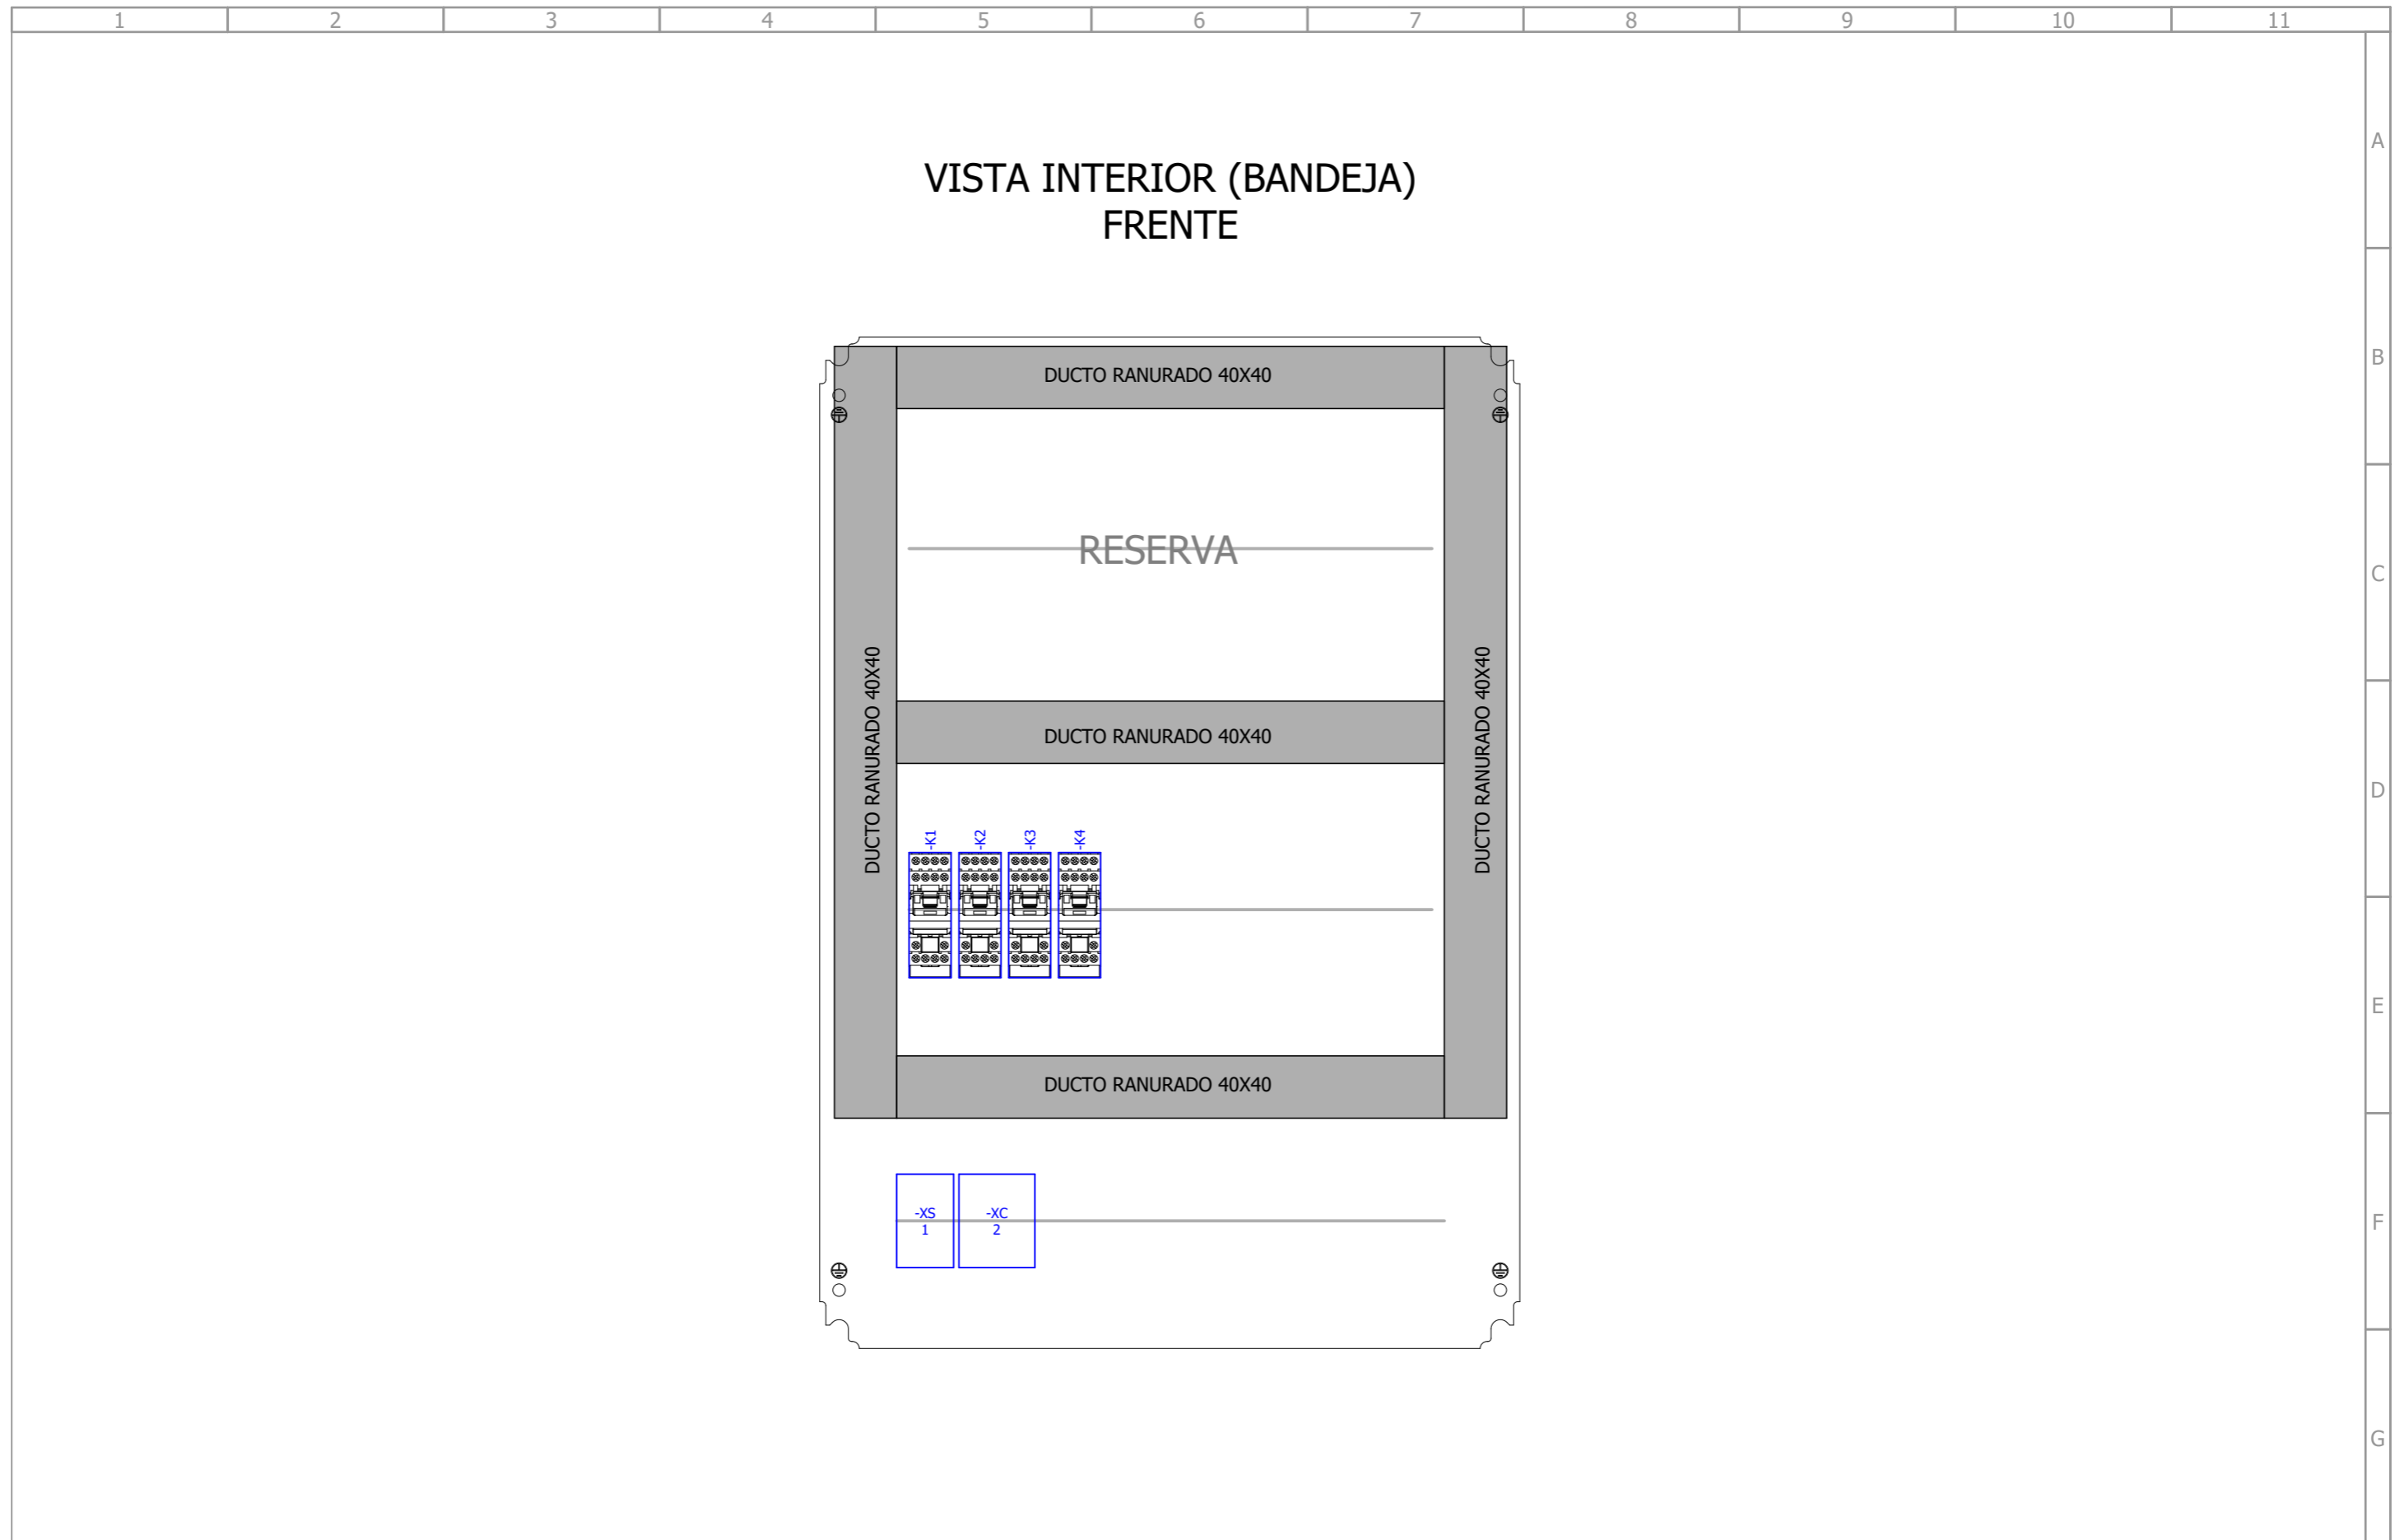 1 2 3 4 5 6 7 8 9 10 11
A
VISTA INTERIOR (BANDEJA)
FRENTE
B
DUCTO RANURADO 40X40
RESERVA
C
DUCTO RANURADO 40X40
DUCTO RANURADO 40X40
DUCTO RANURADO 40X40
D
-K1 -K2 -K3 -K4
E
DUCTO RANURADO 40X40
-XS
1
-XC
2
F
G